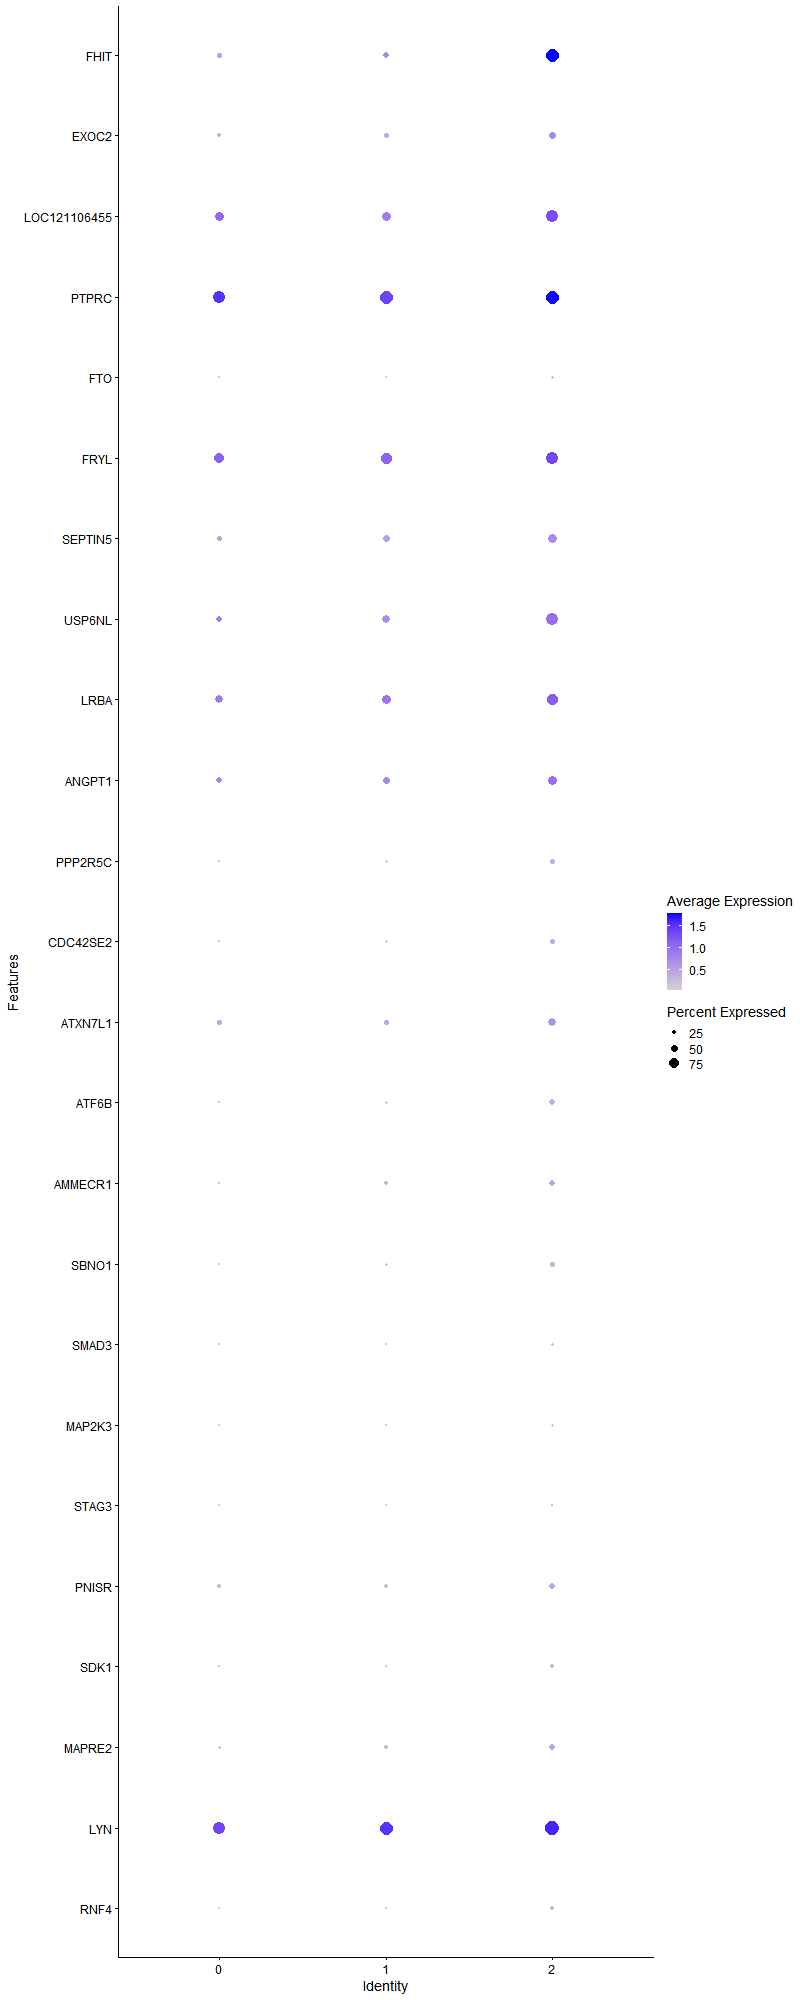 FHIT
EXOC2
LOC121106455
PTPRC
FTO
FRYL
SEPTIN5
USP6NL
LRBA
ANGPT1
PPP2R5C
CDC42SE2
ATXN7L1
ATF6B
AMMECR1
SBNO1
SMAD3
MAP2K3
STAG3
PNISR
SDK1
MAPRE2
LYN
RNF4
Features
0 1 2
Identity
Average Expression
1.5
1.0
0.5
Percent Expressed
25
50
75